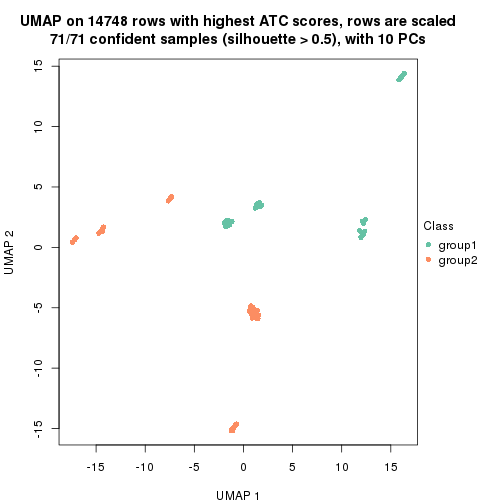 UMAP on 14748 rows with highest ATC scores, rows are scaled
71/71 confident samples (silhouette > 0.5), with 10 PCs
15
10
5
0
-5
-10
-15
UMAP 2
-15
-10
-5
0
5
10
15
UMAP 1
Class
group1
group2